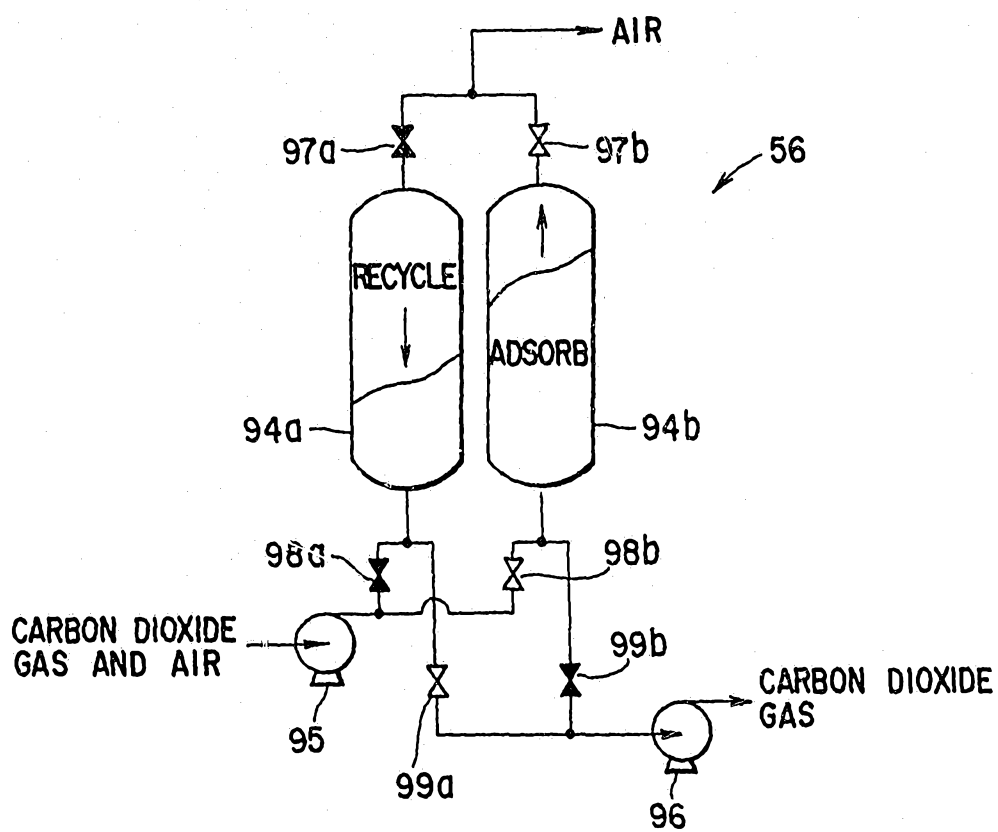 AIR
97a
97b
56
RECYCLE
ADSORB
94a
94b
98a
98b
CARBON DIOXIDE
GAS AND AIR
99b
CARBON DIOXIDE
GAS
95
99a
96